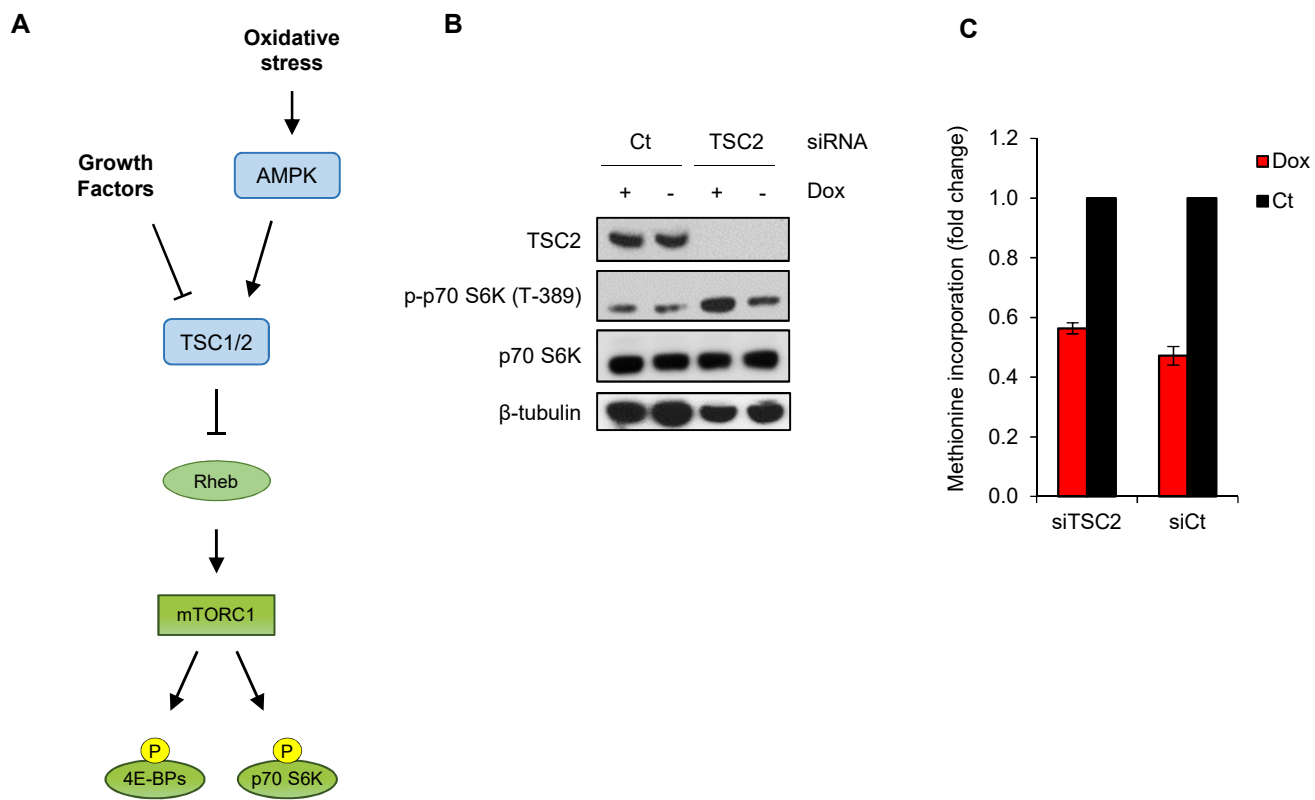 A
Oxidative
stress
Growth
Factors
AMPK
TSC1/2
Rheb
mTORC1
P
P
4E-BPs
p70 S6K
B
Ct
TSC2
siRNA
+
-
+
-
Dox
TSC2
p-p70 S6K (T-389)
p70 S6K
β-tubulin
C
Methionine incorporation (fold change)
1.2
1.0
0.8
0.6
0.4
0.2
0.0
siTSC2
siCt
Dox
Ct